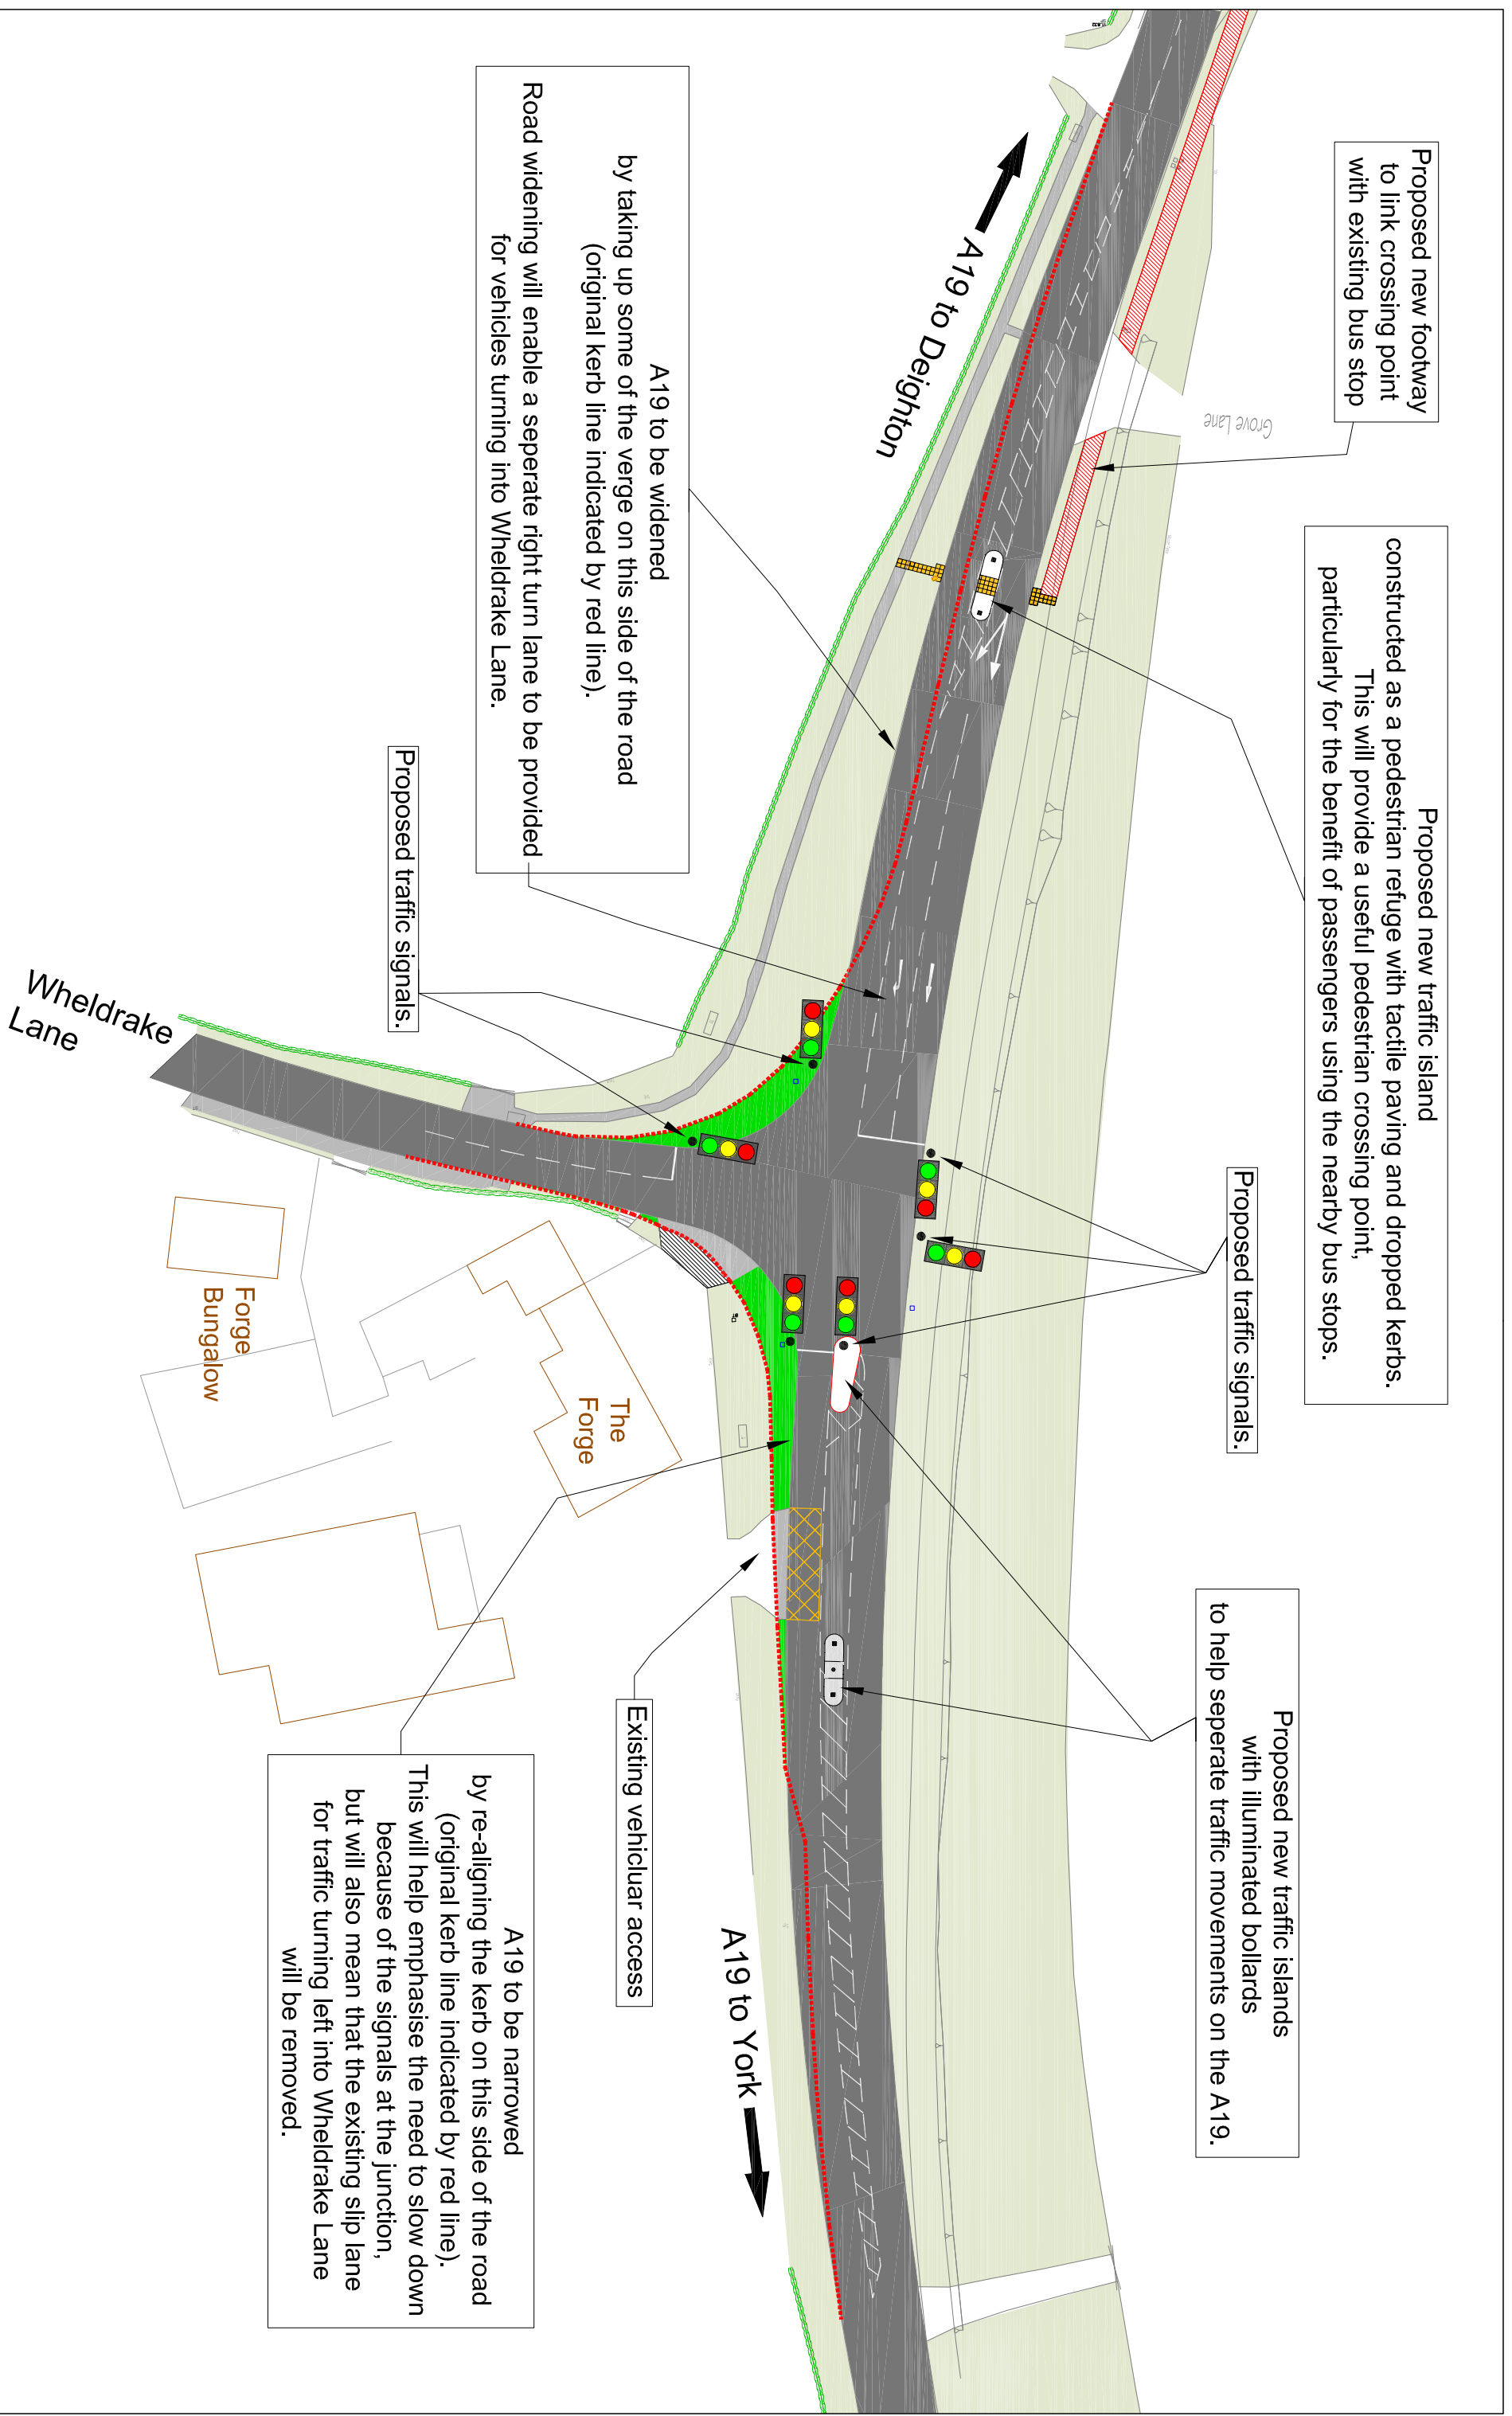 Proposed new footway
to link crossing point
with existing bus stop
Proposed new traffic island
constructed as a pedestrian refuge with tactile paving and dropped kerbs.
This will provide a useful pedestrian crossing point,
particularly for the benefit of passengers using the nearby bus stops.
Proposed new traffic islands
with illuminated bollards
to help seperate traffic movements on the A19.
Proposed traffic signals.
Grove Lane
A19 to Deighton
A19 to York
A19 to be widened
by taking up some of the verge on this side of the road
(original kerb line indicated by red line).
Road widening will enable a seperate right turn lane to be provided
for vehicles turning into Wheldrake Lane.
Proposed traffic signals.
Wheldrake
Lane
Forge
Bungalow
The
Forge
Existing vehicluar access
A19 to be narrowed
by re-aligning the kerb on this side of the road
(original kerb line indicated by red line).
This will help emphasise the need to slow down
because of the signals at the junction,
but will also mean that the existing slip lane
for traffic turning left into Wheldrake Lane
will be removed.